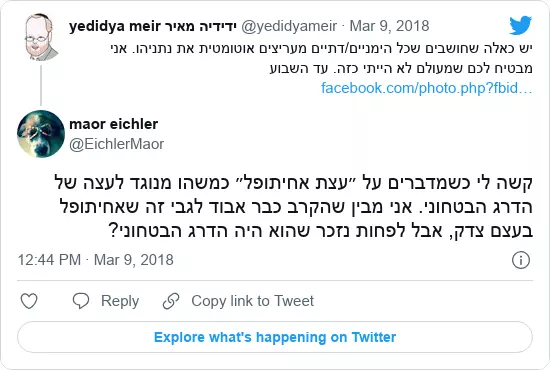 yedidya meir ידידיה מאיר @yedidyameir · Mar 9, 2018
יש כאלה שחושבים שכל הימניים/דתיים מעריצים אוטומטית את נתניהו. אני
מבטיח לכם שמעולם לא הייתי כזה. עד השבוע
facebook.com/photo.php?fbid…
maor eichler
@EichlerMaor
קשה לי כשמדברים על ״עצת אחיתופל״ כמשהו מנוגד לעצה של
הדרג הבטחוני. אני מבין שהקרב כבר אבוד לגבי זה שאחיתופל
בעצם צדק, אבל לפחות נזכר שהוא היה הדרג הבטחוני?
12:44 PM · Mar 9, 2018
Reply
Copy link to Tweet
Explore what's happening on Twitter